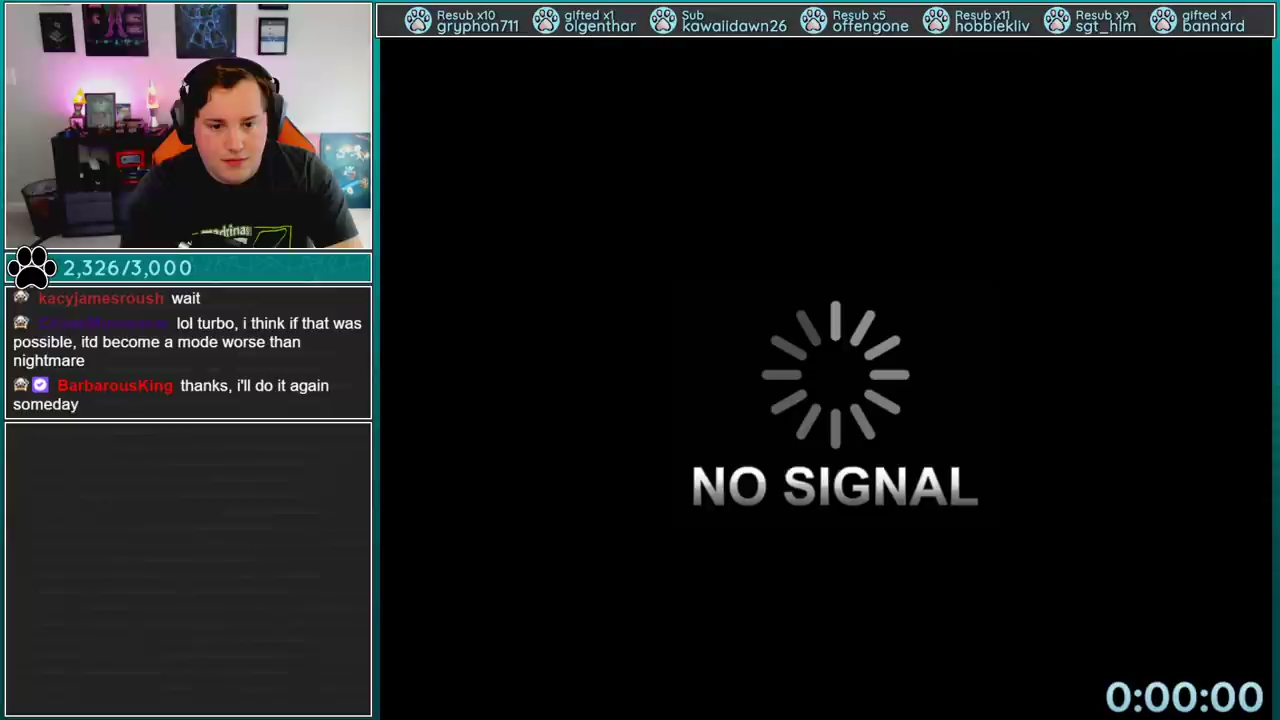 Resub x10
gryphon711
gifted x1
olgenthar
Sub
kawaiidawn26
Resub x5
offengone
Resub x11
hobblekliv
Resub x9
sgt_hlm
gifted x1
bannard
2,326/3,000
kacyjamesroush wait
lol turbo, i think if that was
possible, itd become a mode worse than
nightmare
BarbarousKing thanks, i'll do it again
someday
NO SIGNAL
0:00:00